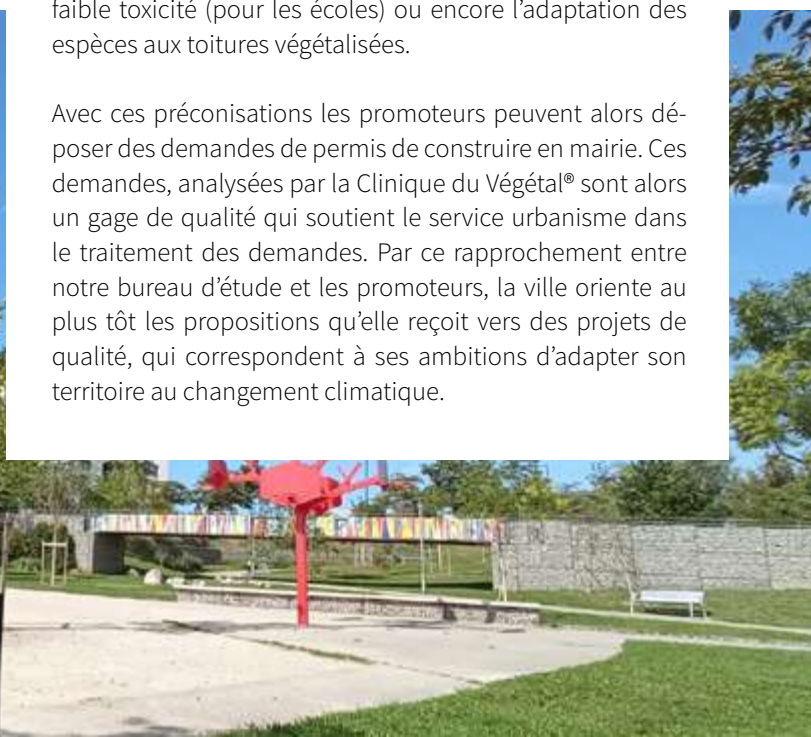 faible toxicité (pour les écoles) ou encore l'adaptation des
espèces aux toitures végétalisées.
Avec ces préconisations les promoteurs peuvent alors dé-
poser des demandes de permis de construire en mairie. Ces
demandes, analysées par la Clinique du Végétal® sont alors
un gage de qualité qui soutient le service urbanisme dans
le traitement des demandes. Par ce rapprochement entre
notre bureau d'étude et les promoteurs, la ville oriente au
plus tôt les propositions qu'elle reçoit vers des projets de
qualité, qui correspondent à ses ambitions d'adapter son
territoire au changement climatique.